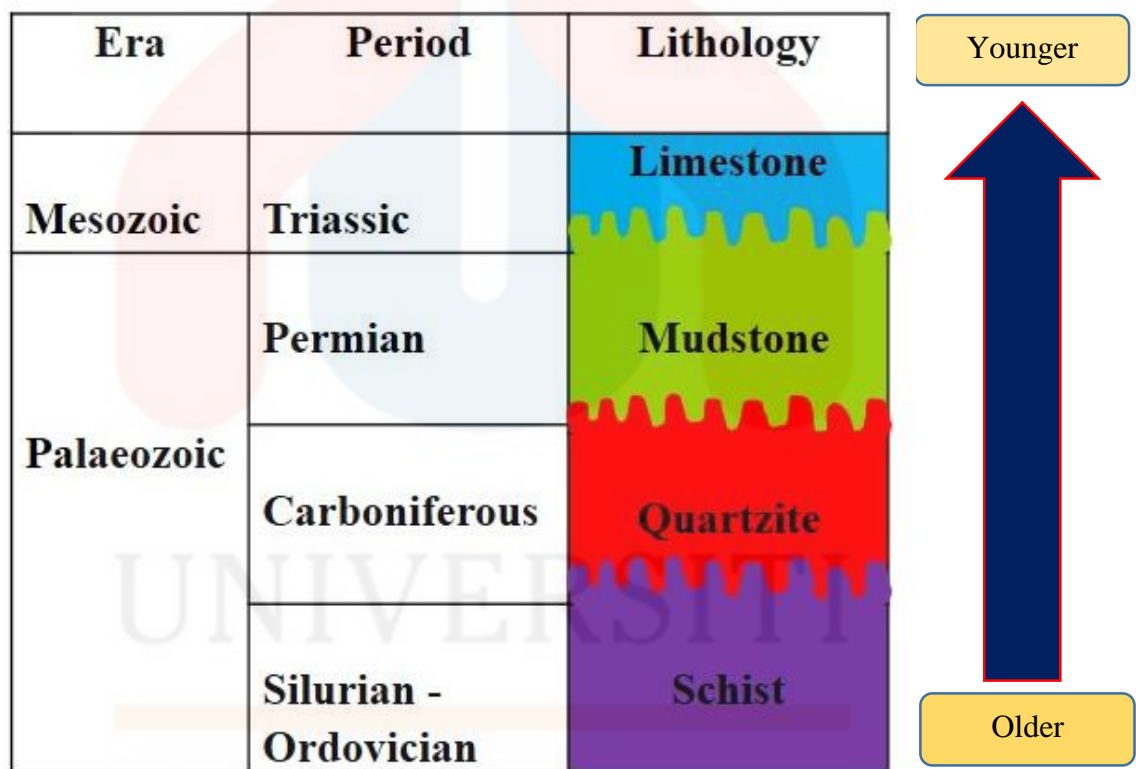 Era Period Lithology
Younger
Limestone
Mesozoic Triassic
Permian Mudstone
Palaeozoic
Carboniferous Quartzite
UNIVERSITI
Silurian - Schist
Ordovician
Older